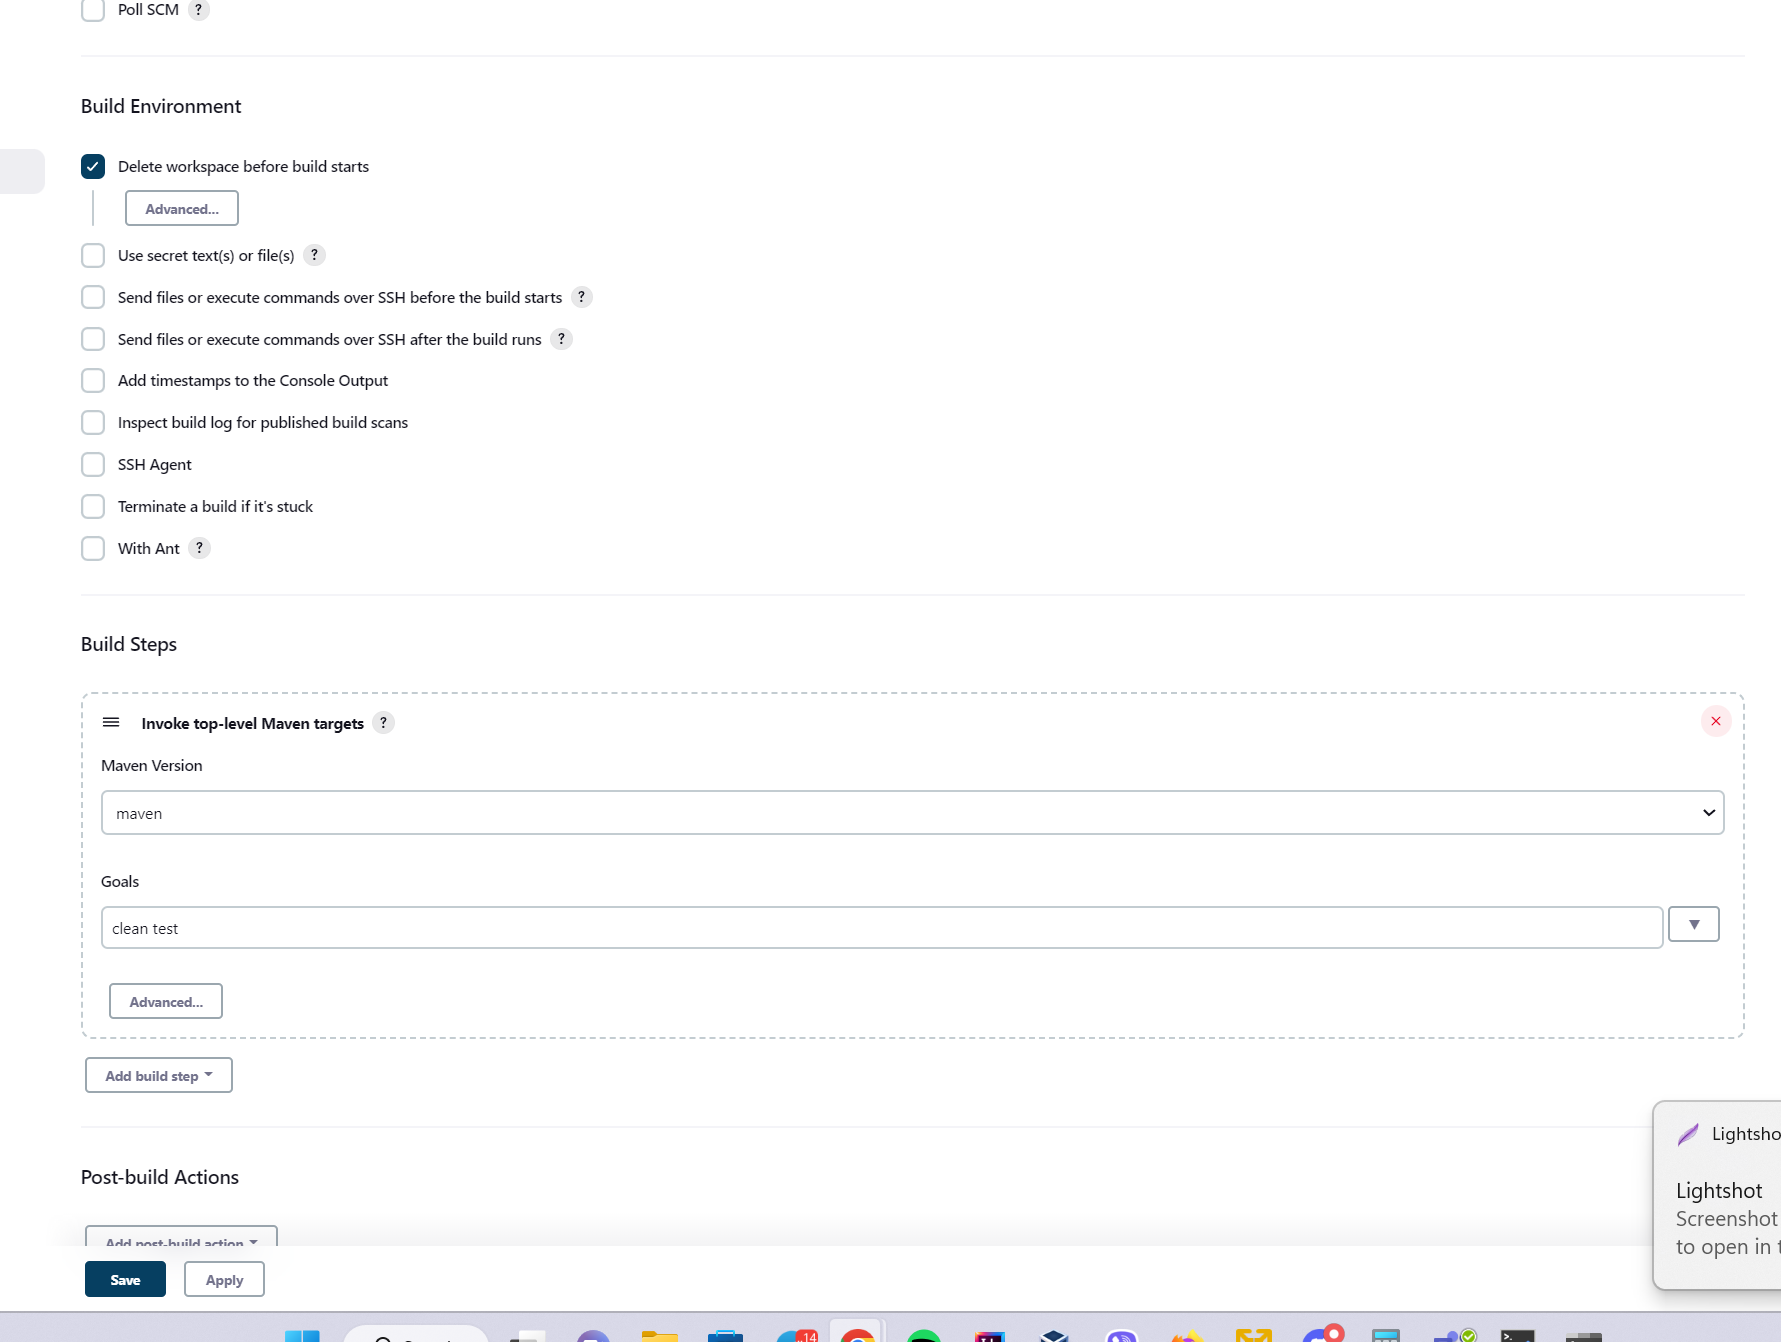 Poll SCM ?
Build Environment
Delete workspace before build starts
Advanced...
Use secret text(s) or file(s) ?
Send files or execute commands over SSH before the build starts ?
Send files or execute commands over SSH after the build runs ?
Add timestamps to the Console Output
Inspect build log for published build scans
SSH Agent
Terminate a build if it's stuck
With Ant ?
Build Steps
Invoke top-level Maven targets ?
Maven Version
maven
Goals
clean test
Advanced...
Add build step
Post-build Actions
Add post-build action
Save
Apply
Lightsho
Lightshot
Screenshot
to open in
14